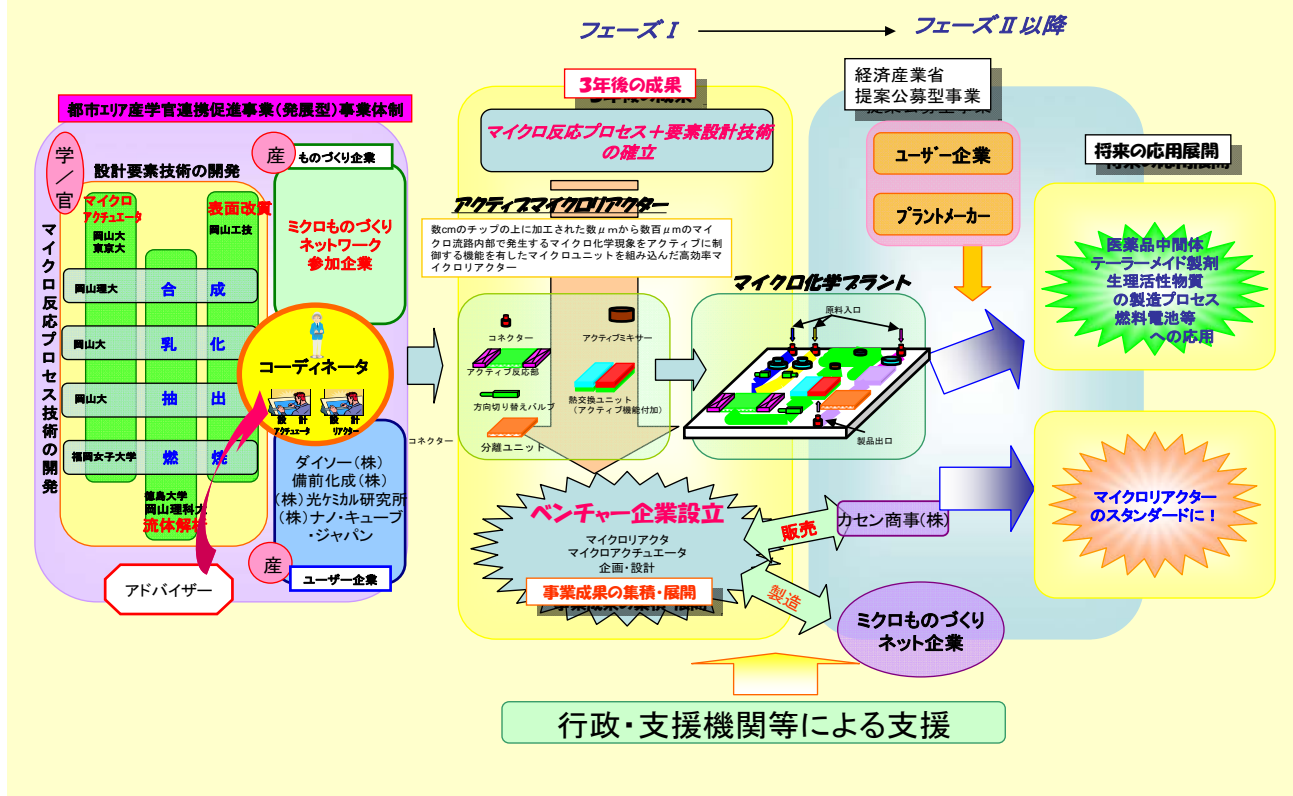 フェーズⅠ
フェーズⅡ以降
都市エリア産学官連携促進事業(発展型)事業体制
学／官
設計要素技術の開発
マイクロ反応プロセス技術の開発
マイクロ
アクチュエータ
岡山大
東京大
表面改質
岡山工技
岡山理大
合 成
岡山大
乳 化
岡山大
抽 出
福岡女子大学
燃 焼
徳島大学
岡山理科大
流体解析
産
ものづくり企業
ミクロものづくり
ネットワーク
参加企業
コーディネータ
設 計
アクチュエータ
設 計
リアクター
ダイソー(株)
備前化成(株)
(株)光ケミカル研究所
(株)ナノ・キューブ
・ジャパン
産
ユーザー企業
アドバイザー
3年後の成果
マイクロ反応プロセス＋要素設計技術
の確立
アクティブマイクロリアクター
数cmのチップの上に加工された数μmから数百μmのマイ
クロ流路内部で発生するマイクロ化学現象をアクティブに制
御する機能を有したマイクロユニットを組み込んだ高効率マ
イクロリアクター
コネクター
アクティブミキサー
アクティブ反応部
方向切り替えバルブ
熱交換ユニット
(アクティブ機能付加)
コネクター
分離ユニット
ベンチャー企業設立
マイクロリアクタ
マイクロアクチュエータ
企画・設計
事業成果の集積・展開
経済産業省
提案公募型事業
ユーザー企業
プラントメーカー
マイクロ化学プラント
原料入口
製品出口
販売
カセン商事(株)
製造
ミクロものづくり
ネット企業
将来の応用展開
医薬品中間体
テーラーメイド製剤
生理活性物質
の製造プロセス
燃料電池等
への応用
マイクロリアクター
のスタンダードに！
行政・支援機関等による支援